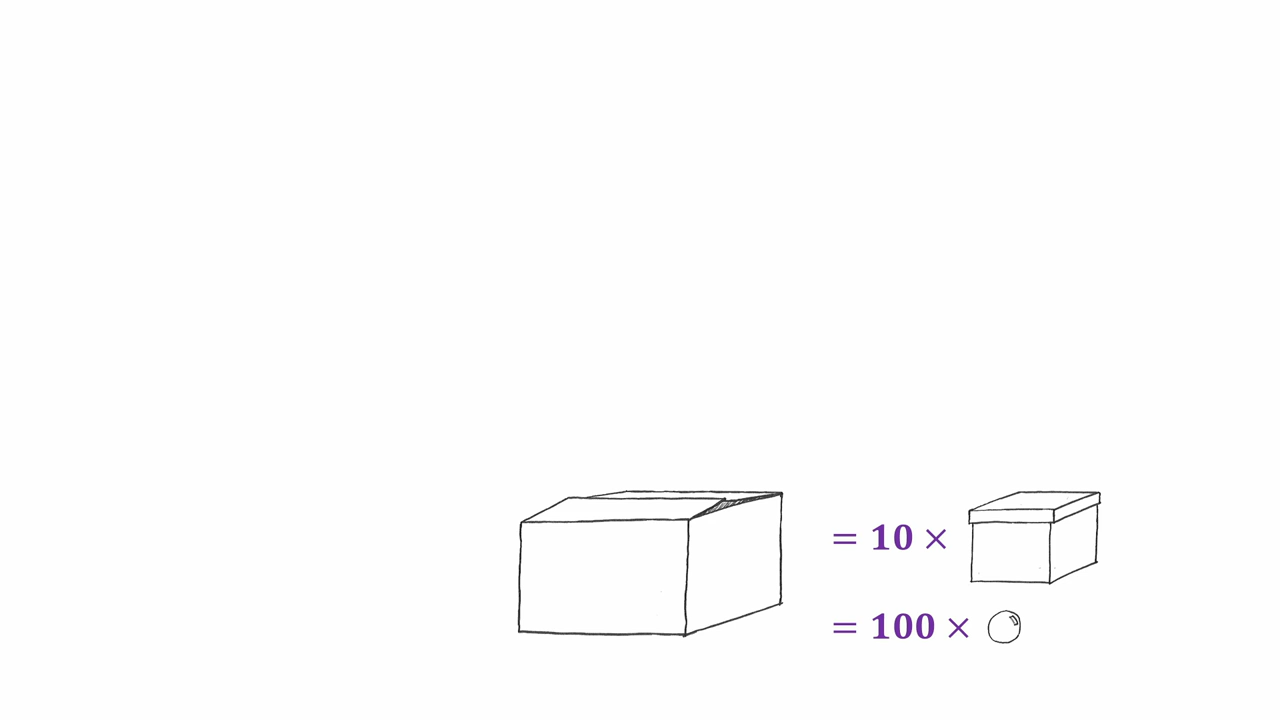 = 10 ×
= 100 ×